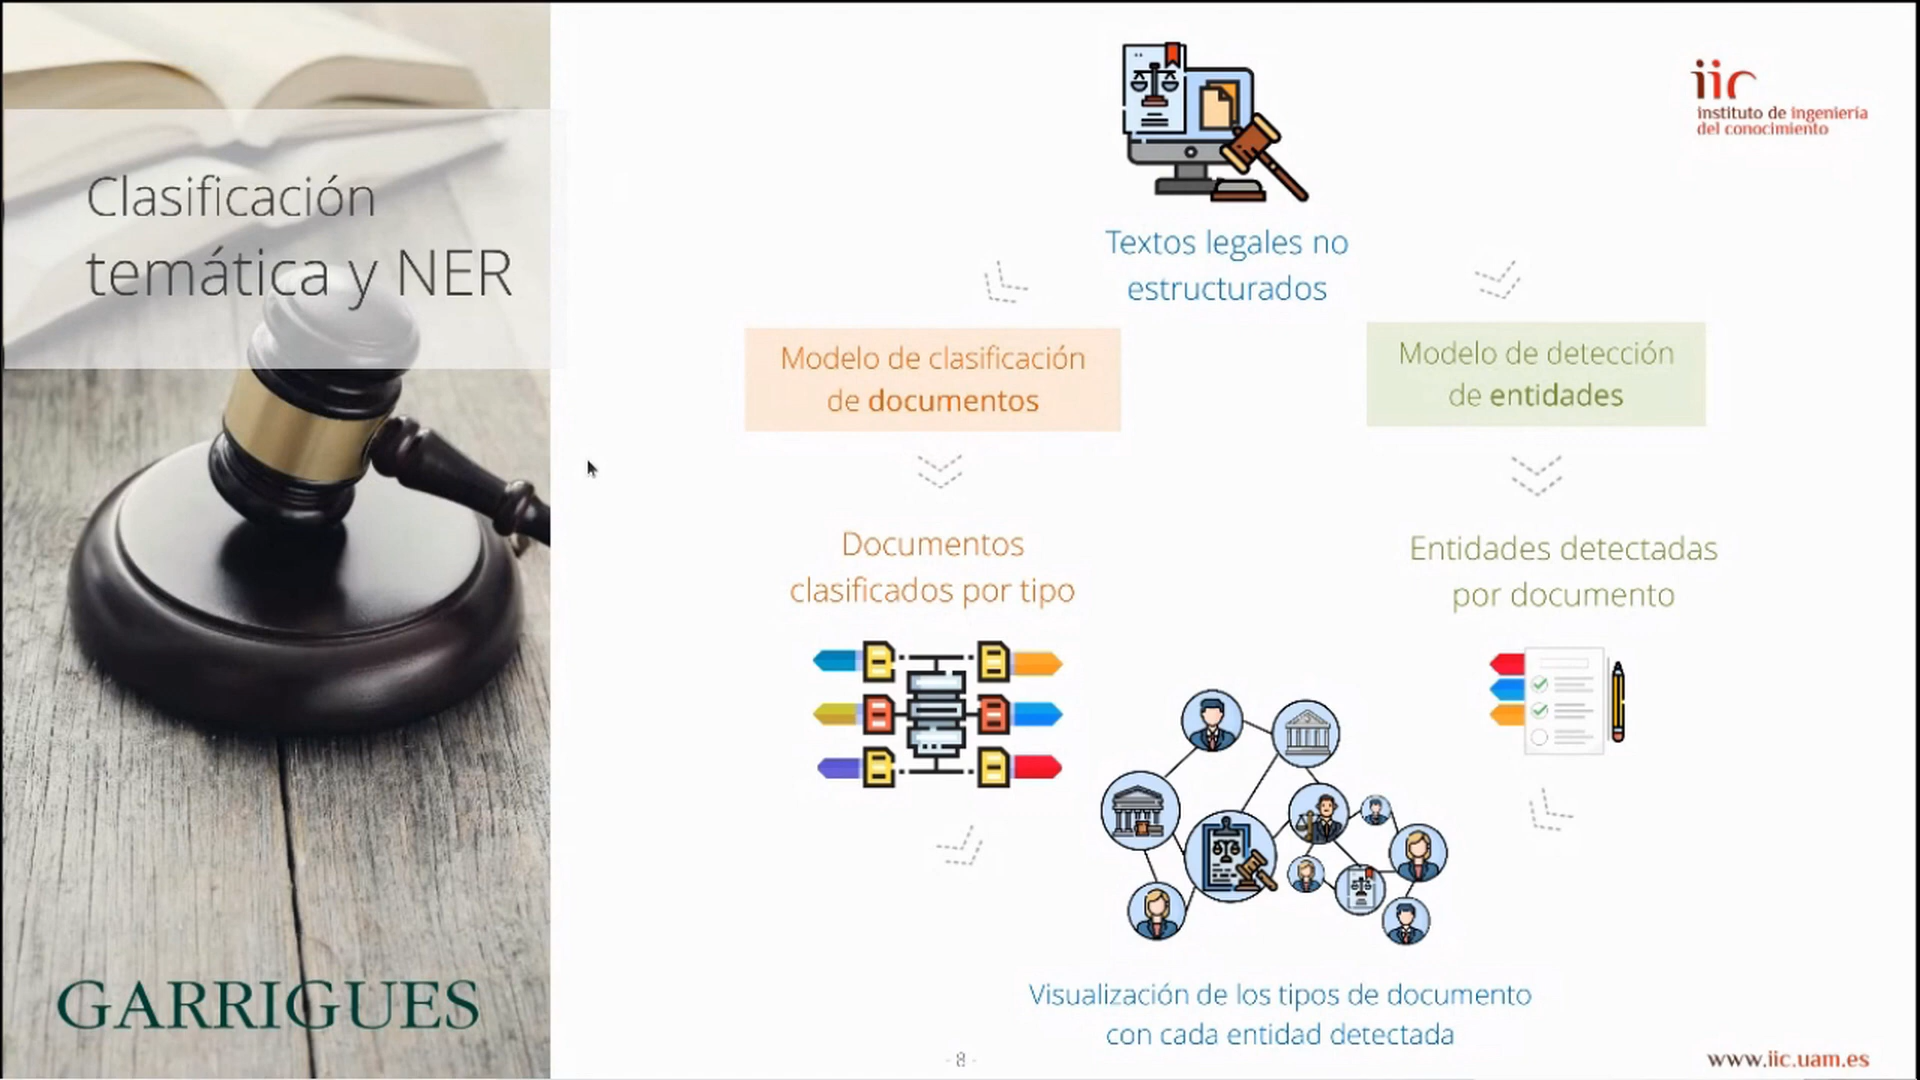 Clasificación
temática y NER
GARRIGUES
iic
instituto de ingeniería
del conocimiento
Textos legales no
estructurados
Modelo de clasificación
de documentos
Modelo de detección
de entidades
Documentos
clasificados por tipo
Entidades detectadas
por documento
Visualización de los tipos de documento
con cada entidad detectada
- 8 -
www.iic.uam.es